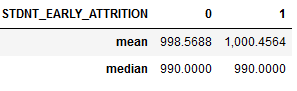 STDNT_EARLY_ATTRITION 0 1
mean 998.5688 1,000.4564
median 990.0000 990.0000